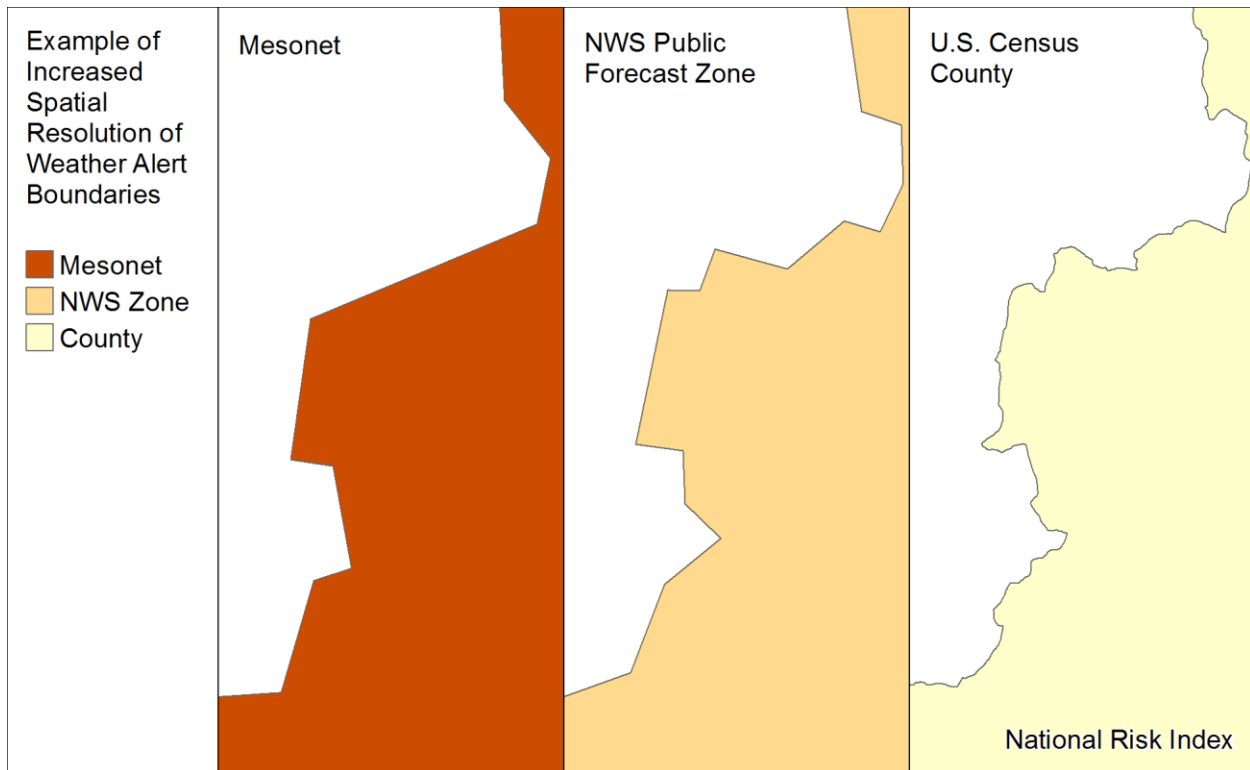 Example of
Increased
Spatial
Resolution of
Weather Alert
Boundaries
Mesonet
NWS Zone
County
Mesonet
NWS Public
Forecast Zone
U.S. Census
County
National Risk Index